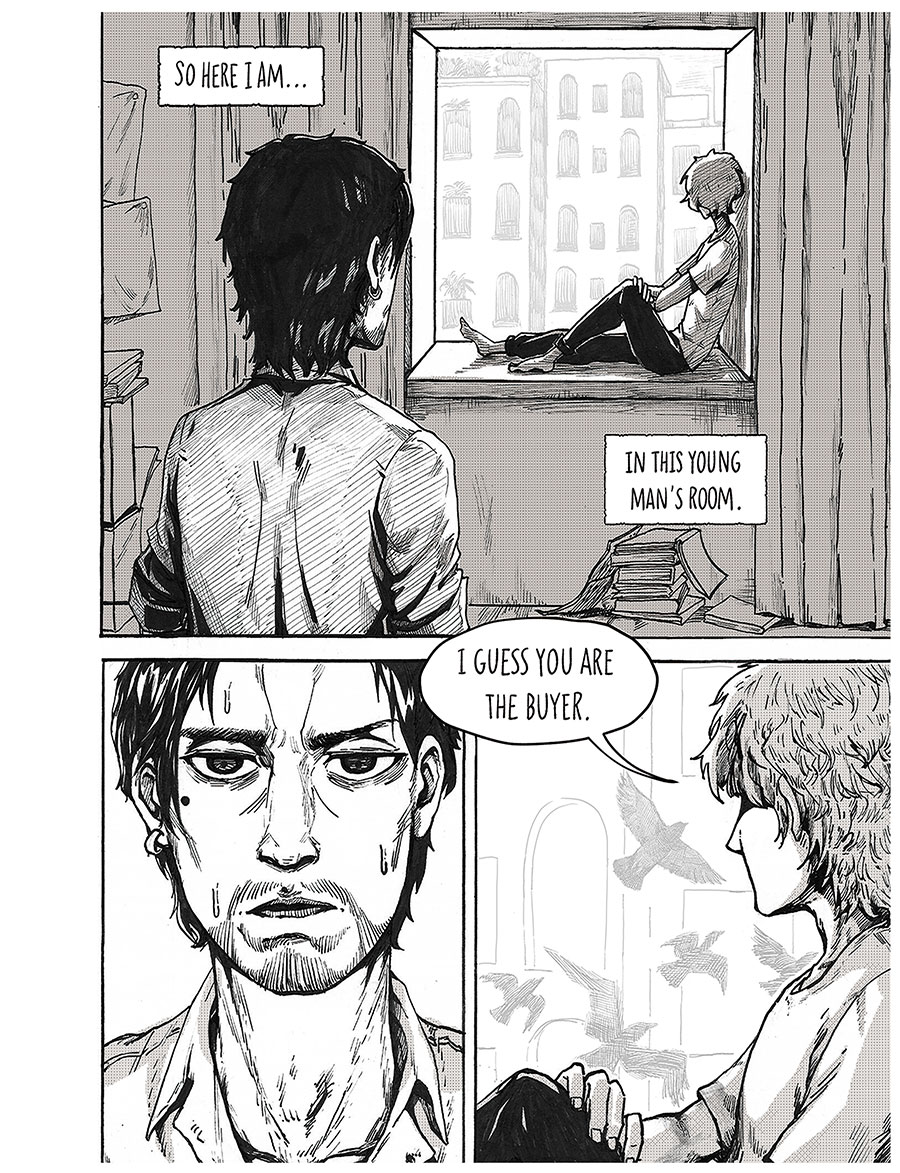 SO HERE I AM...
IN THIS YOUNG
MAN'S ROOM.
I GUESS YOU ARE
THE BUYER.